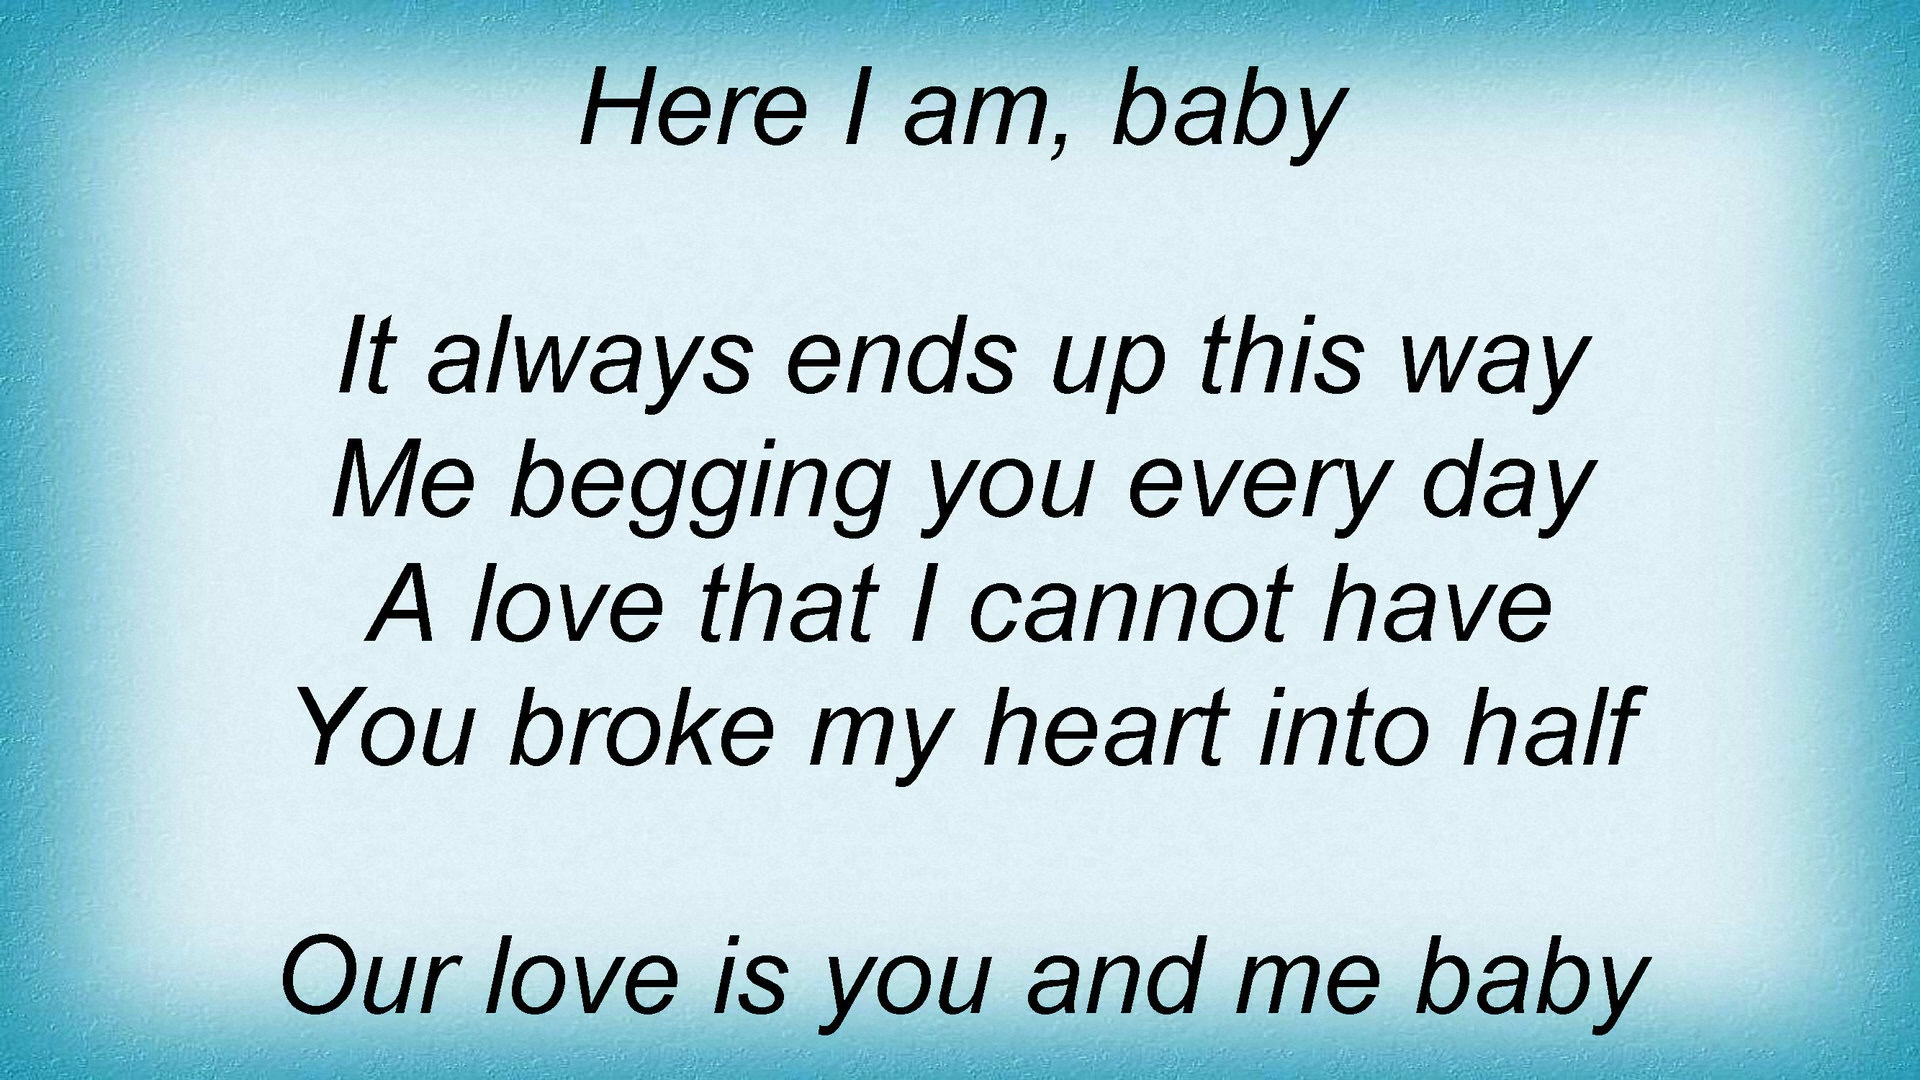 Here I am, baby
It always ends up this way
Me begging you every day
A love that I cannot have
You broke my heart into half
Our love is you and me baby